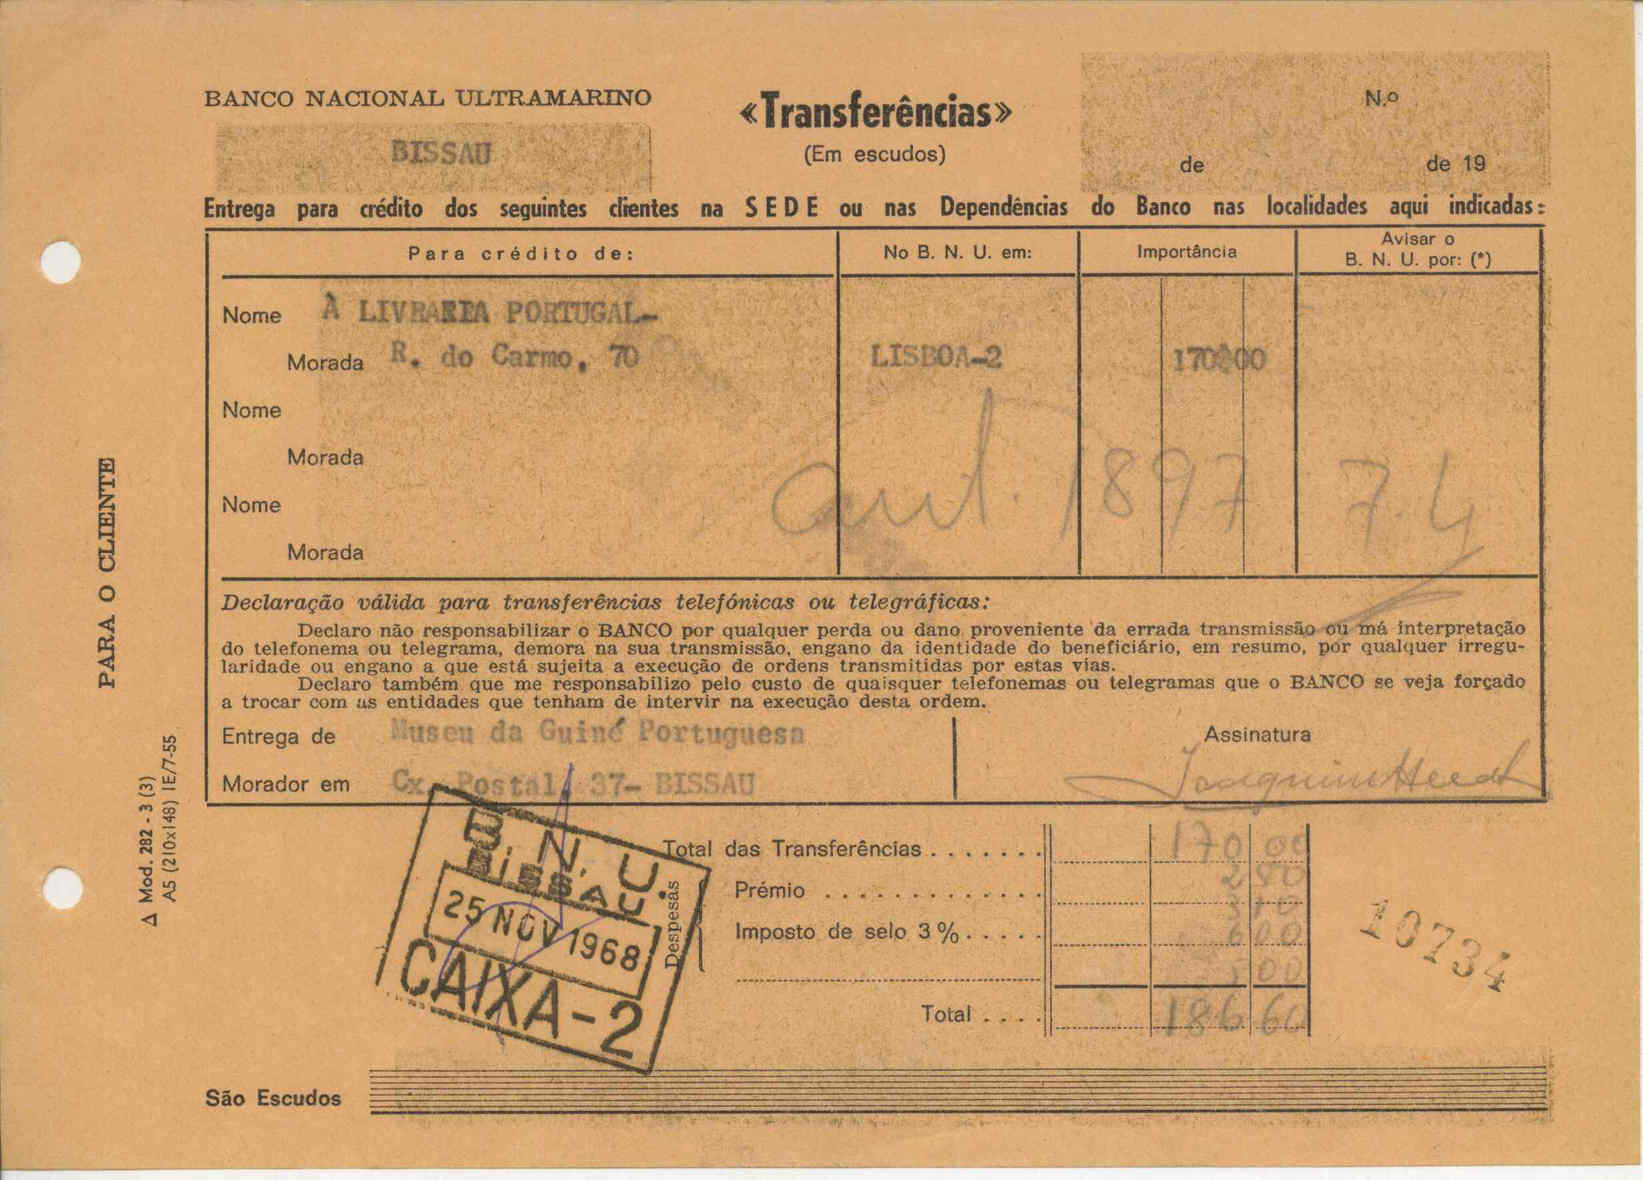 BANCO NACIONAL ULTRAMARINO
BISSAU
«Transferências»
(Em escudos)
N.º
de de 19
Entrega para crédito dos seguintes clientes na SEDE ou nas Dependências do Banco nas localidades aqui indicadas:
Para crédito de: No B. N. U. em: Importância Avisar o B. N. U. por: (*)
Nome À LIVRARIA PORTUGAL-
Morada R. do Carmo, 70 LISBOA-2 170$00
Nome
Morada
aut. 1897 7.4
Nome
Morada
Declaração válida para transferências telefónicas ou telegráficas:
Declaro não responsabilizar o BANCO por qualquer perda ou dano proveniente da errada transmissão ou má interpretação
do telefonema ou telegrama, demora na sua transmissão, engano da identidade do beneficiário, em resumo, por qualquer irregu-
laridade ou engano a que está sujeita a execução de ordens transmitidas por estas vias.
Declaro também que me responsabilizo pelo custo de quaisquer telefonemas ou telegramas que o BANCO se veja forçado
a trocar com as entidades que tenham de intervir na execução desta ordem.
Entrega de Museu da Guiné Portuguesa
Assinatura
Morador em Cx. Postal, 37- BISSAU
B. N. U.
BISSAU
25 NOV 1968
CAIXA-2
Total das Transferências . . . . . . . 170 00
Despesas
Prémio . . . . . . . . . . . . . 2 50
Imposto de selo 3% . . . . . 6 00
5 00
Total . . . . 186 60
10734
São Escudos
PARA O CLIENTE
Δ Mod. 282 - 3 (3)
A5 (210x148) IE/7-55